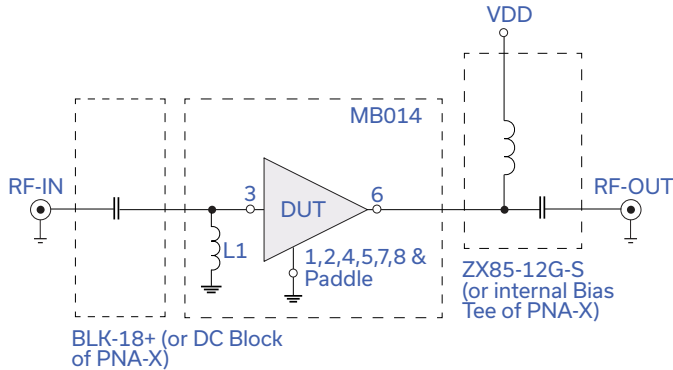 VDD
MB014
RF-IN
3
DUT
6
RF-OUT
L1
1,2,4,5,7,8 &
Paddle
ZX85-12G-S
(or internal Bias
Tee of PNA-X)
BLK-18+ (or DC Block
of PNA-X)